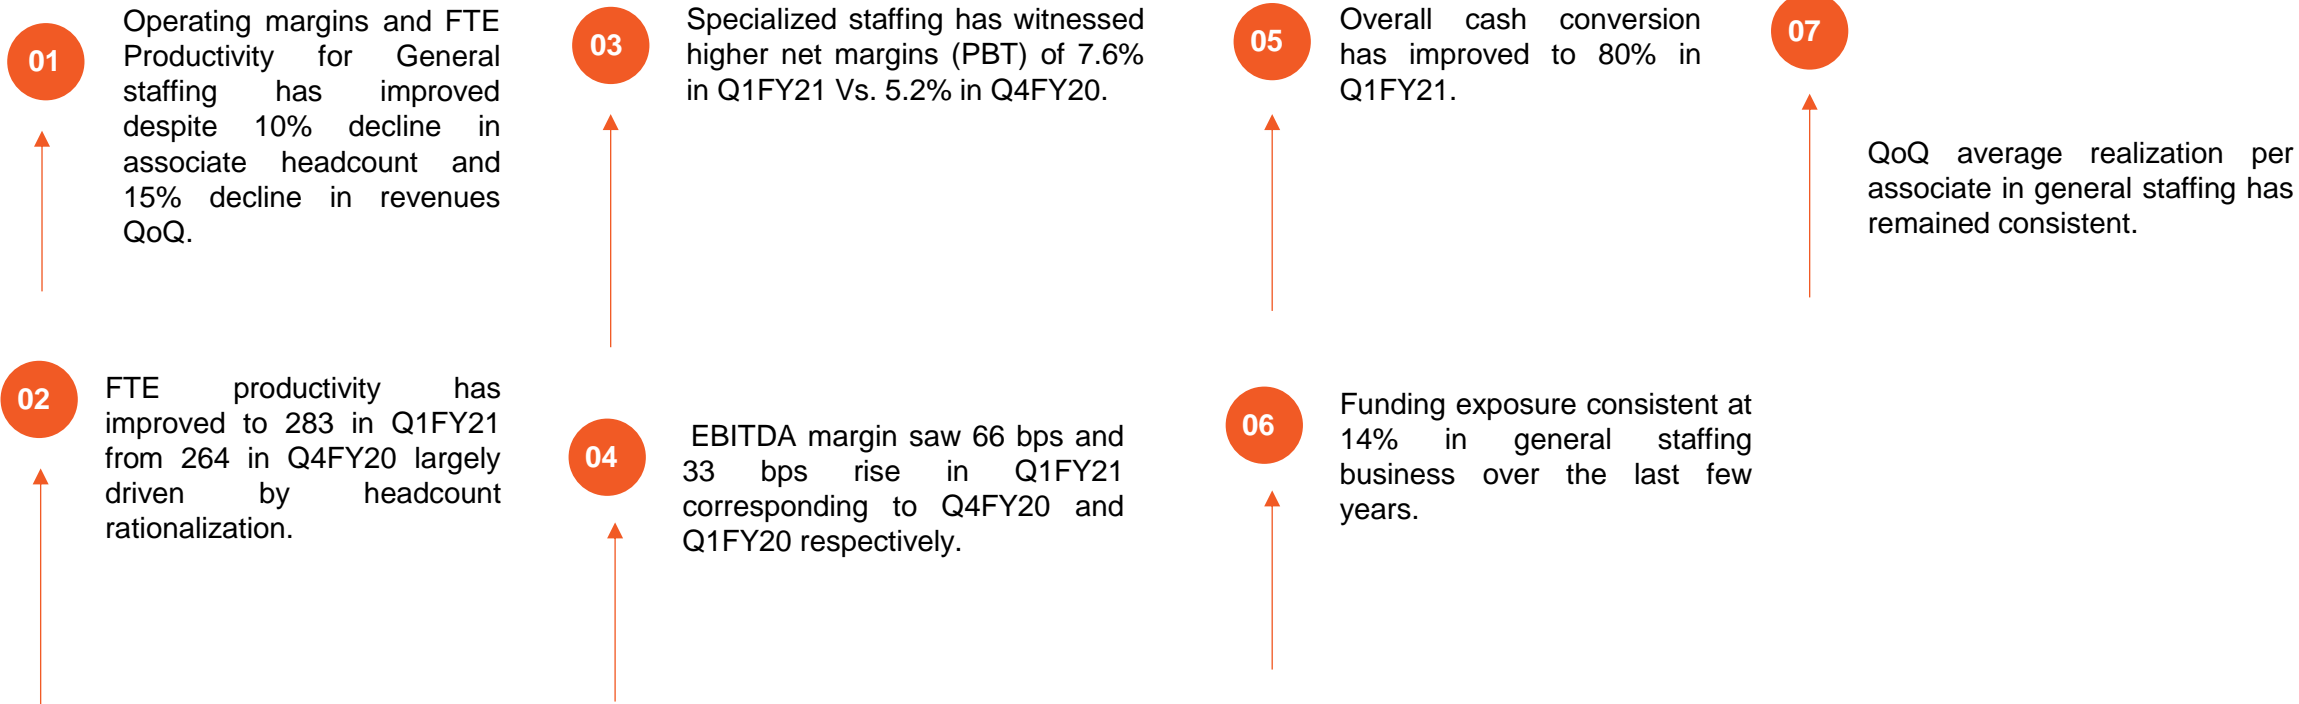 01
Operating margins and FTE
Productivity for General
staffing has improved
despite 10% decline in
associate headcount and
15% decline in revenues
QoQ.
02
FTE productivity has
improved to 283 in Q1FY21
from 264 in Q4FY20 largely
driven by headcount
rationalization.
03
Specialized staffing has witnessed
higher net margins (PBT) of 7.6%
in Q1FY21 Vs. 5.2% in Q4FY20.
04
EBITDA margin saw 66 bps and
33 bps rise in Q1FY21
corresponding to Q4FY20 and
Q1FY20 respectively.
05
Overall cash conversion
has improved to 80% in
Q1FY21.
06
Funding exposure consistent at
14% in general staffing
business over the last few
years.
07
QoQ average realization per
associate in general staffing has
remained consistent.